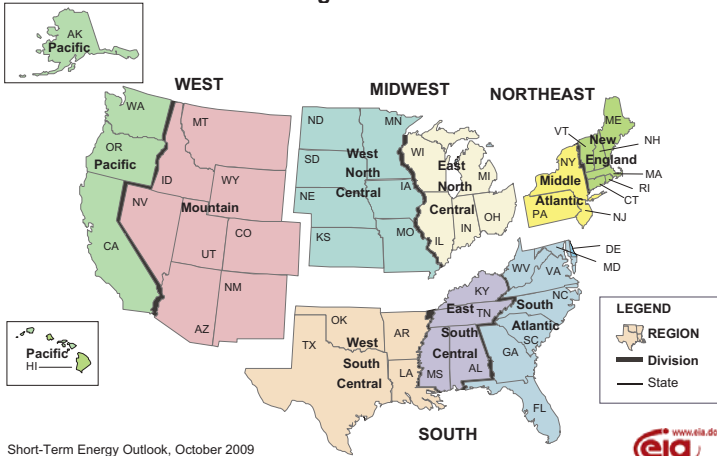 AK
Pacific
WEST
MIDWEST
NORTHEAST
WA
MT
ND
MN
VT
ME
New
NH
OR
Pacific
SD
West
North
Central
WI
East
North
Central
MI
NY
England
MA
RI
CT
ID
WY
NE
IA
Middle
Atlantic
PA
NJ
NV
Mountain
CO
KS
MO
IL
IN
OH
CA
UT
DE
MD
NM
AZ
WV
VA
KY
NC
East
South
Central
TN
South
Atlantic
SC
OK
AR
TX
West
South
Central
LA
MS
AL
GA
FL
Pacific
HI
SOUTH
LEGEND
REGION
Division
State
Short-Term Energy Outlook, October 2009
www.eia.do
eia